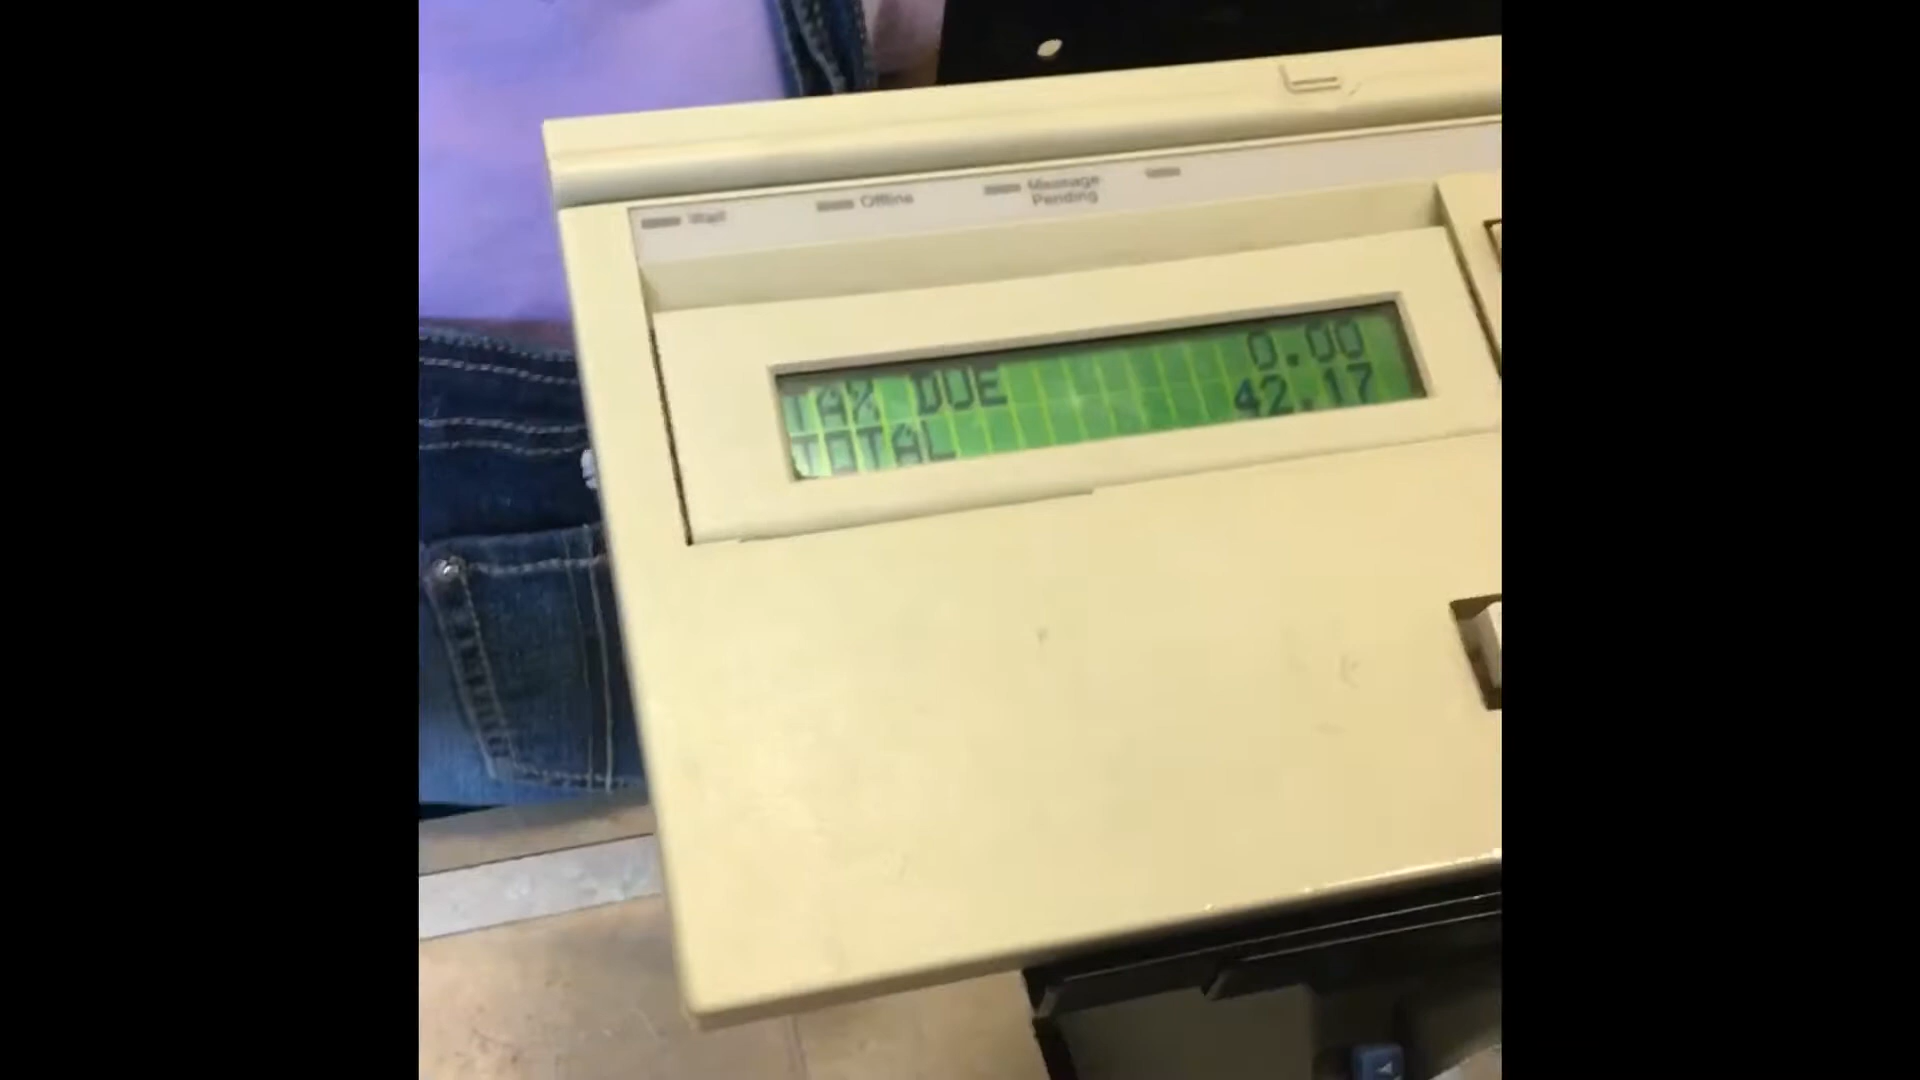 Wait Offline Message
Pending
TAX DUE 0.00
TOTAL 42.17